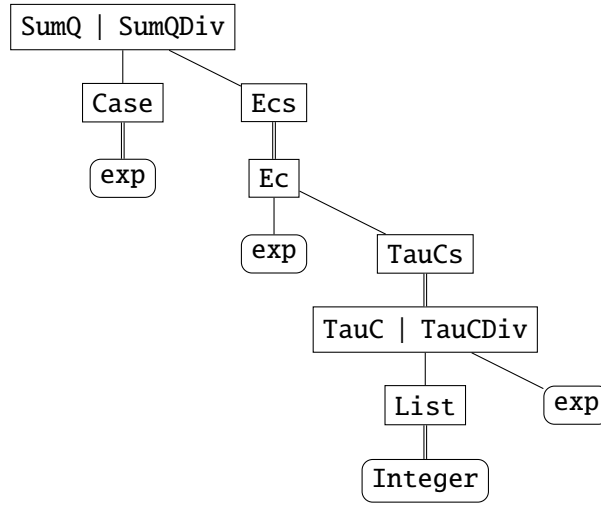 SumQ | SumQDiv
Case
Ecs
exp
Ec
exp
TauCs
TauC | TauCDiv
List
exp
Integer